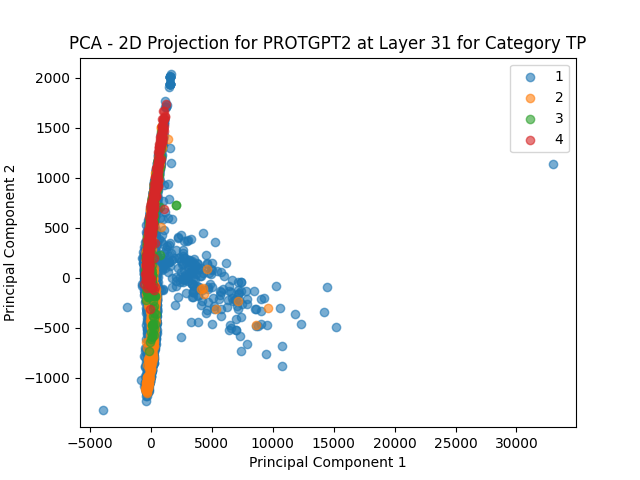 PCA - 2D Projection for PROTGPT2 at Layer 31 for Category TP
2000
1500
1000
500
0
−500
−1000
Principal Component 2
1
2
3
4
−5000 0 5000 10000 15000 20000 25000 30000
Principal Component 1